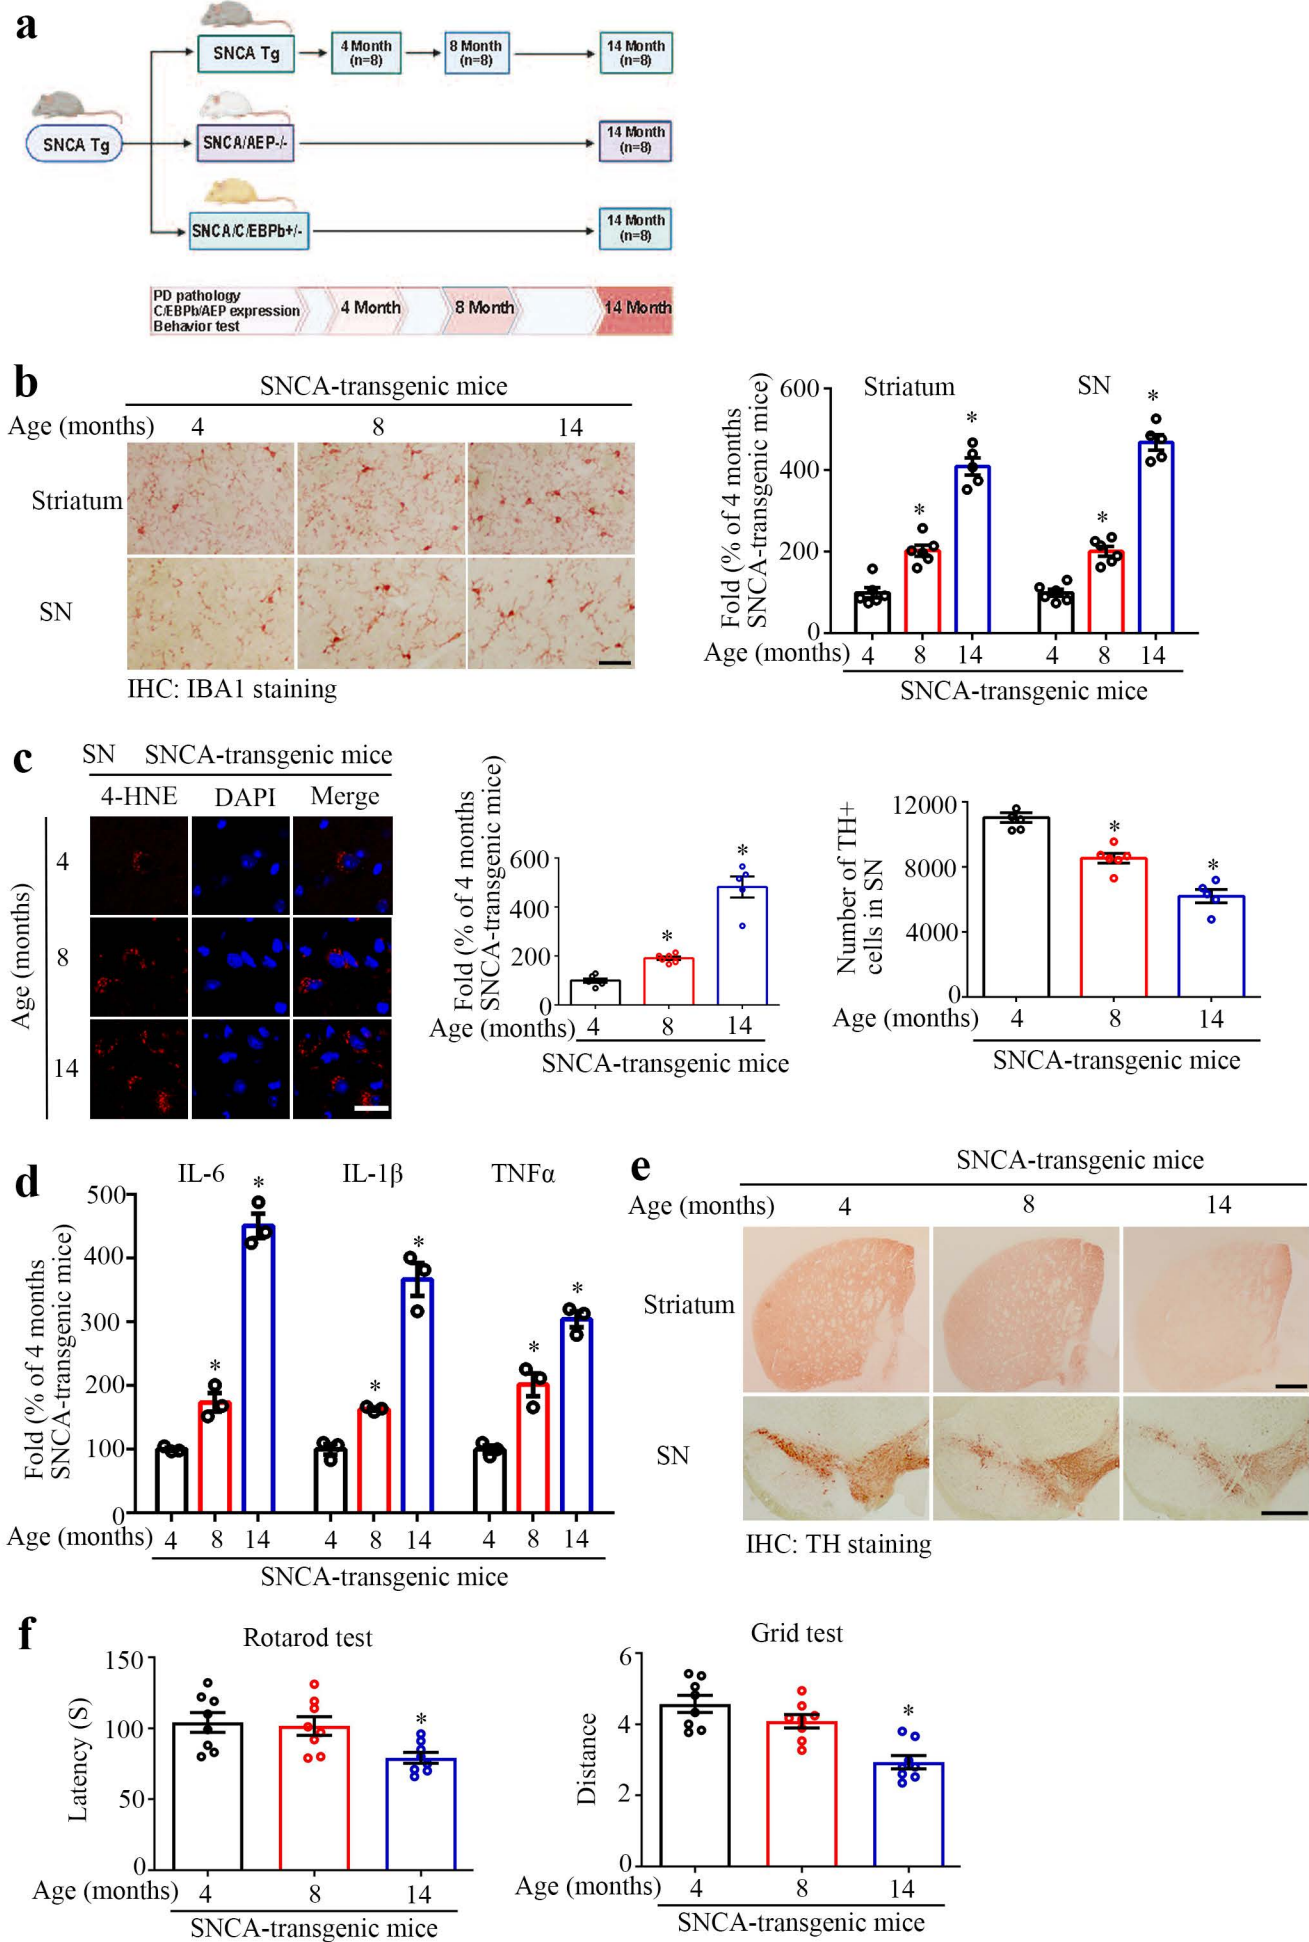 a
SNCA Tg
4 Month
(n=8)
8 Month
(n=8)
14 Month
(n=8)
SNCA Tg
SNCA/AEP-/-
14 Month
(n=8)
SNCA/C/EBPb+/-
14 Month
(n=8)
PD pathology
C/EBPb/AEP expression
Behavior test
4 Month
8 Month
14 Month
b
SNCA-transgenic mice
Age (months) 4 8 14
Striatum
SN
IHC: IBA1 staining
Fold (% of 4 months
SNCA-transgenic mice)
600
400
200
0
Striatum SN
* * * *
Age (months) 4 8 14 4 8 14
SNCA-transgenic mice
c
SN SNCA-transgenic mice
4-HNE DAPI Merge
Age (months)
4
8
14
Fold (% of 4 months
SNCA-transgenic mice)
600
400
200
0
* *
Age (months) 4 8 14
SNCA-transgenic mice
Number of TH+
cells in SN
12000
8000
4000
0
* *
Age (months) 4 8 14
SNCA-transgenic mice
d
Fold (% of 4 months
SNCA-transgenic mice)
500
400
300
200
100
0
IL-6 IL-1β TNFα
* * * * * *
Age (months) 4 8 14 4 8 14 4 8 14
SNCA-transgenic mice
e
SNCA-transgenic mice
Age (months) 4 8 14
Striatum
SN
IHC: TH staining
f
Rotarod test
Latency (S)
150
100
50
0
*
Age (months) 4 8 14
SNCA-transgenic mice
Grid test
Distance
6
4
2
0
*
Age (months) 4 8 14
SNCA-transgenic mice